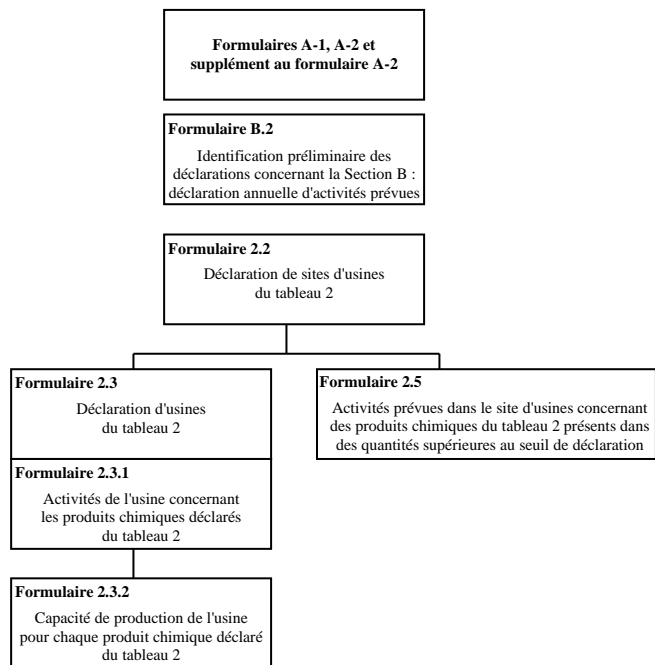 Formulaires A-1, A-2 et
supplément au formulaire A-2
Formulaire B.2
Identification préliminaire des
déclarations concernant la Section B :
déclaration annuelle d'activités prévues
Formulaire 2.2
Déclaration de sites d'usines
du tableau 2
Formulaire 2.3
Déclaration d'usines
du tableau 2
Formulaire 2.3.1
Activités de l'usine concernant
les produits chimiques déclarés
du tableau 2
Formulaire 2.3.2
Capacité de production de l'usine
pour chaque produit chimique déclaré
du tableau 2
Formulaire 2.5
Activités prévues dans le site d'usines concernant
des produits chimiques du tableau 2 présents dans
des quantités supérieures au seuil de déclaration